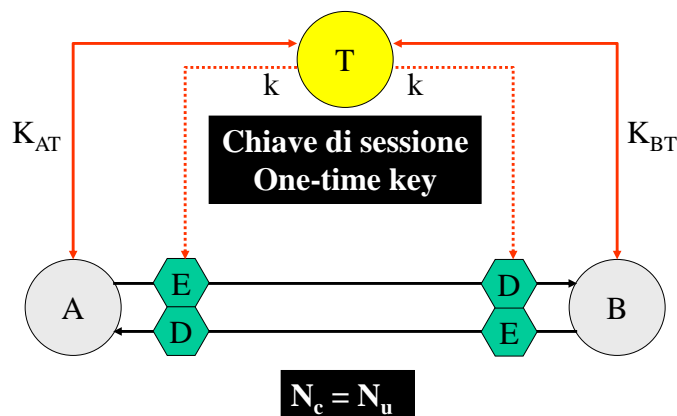 T
k k
K_AT
Chiave di sessione
One-time key
K_BT
E
D
A
B
D
E
N_c = N_u